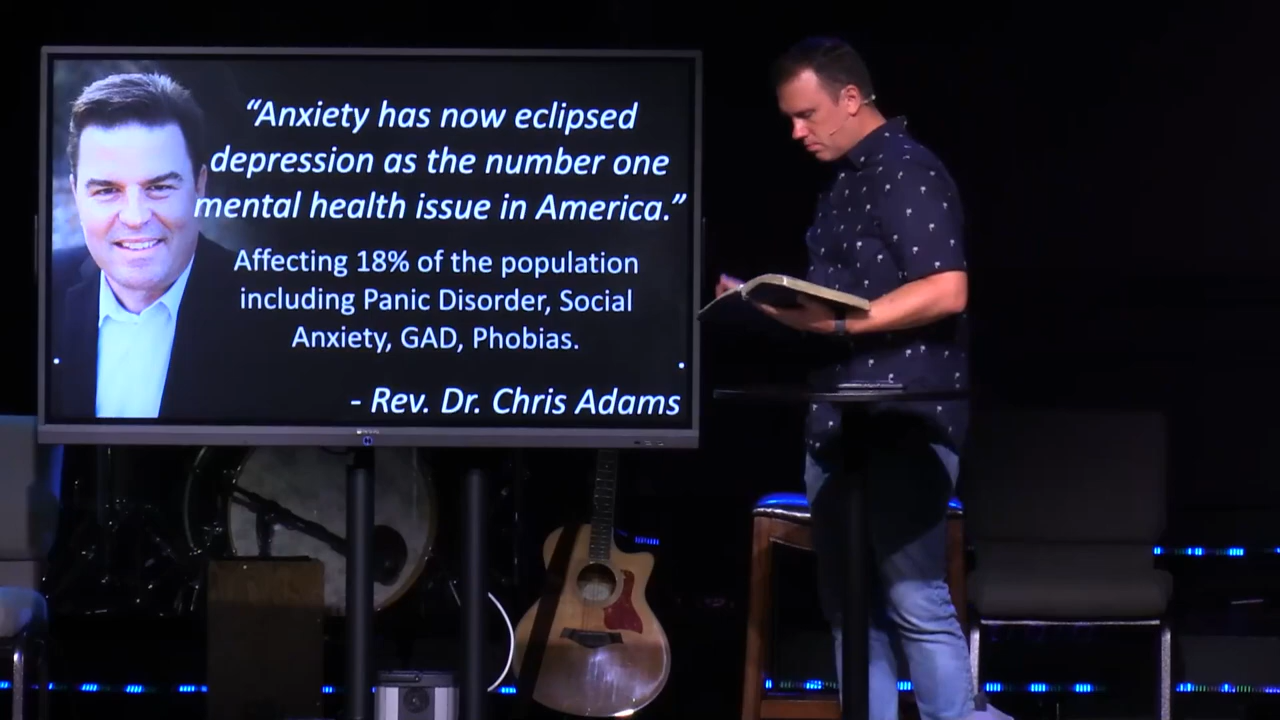 “Anxiety has now eclipsed
depression as the number one
mental health issue in America.”
Affecting 18% of the population
including Panic Disorder, Social
Anxiety, GAD, Phobias.
- Rev. Dr. Chris Adams